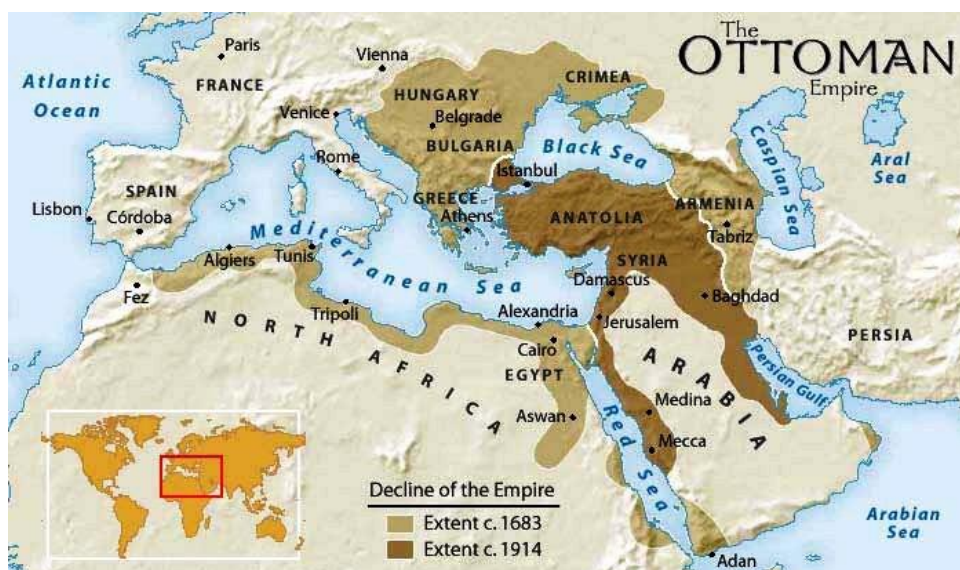 The
OTTOMAN
Empire
Paris
Vienna
Atlantic
Ocean
FRANCE
CRIMEA
HUNGARY
Venice
Belgrade
BULGARIA
Black Sea
Caspian Sea
Aral
Sea
Rome
Istanbul
SPAIN
GREECE
ARMENIA
Lisbon
Córdoba
Athens
ANATOLIA
Tabriz
Mediterranean Sea
Algiers
Tunis
SYRIA
Damascus
Fez
Baghdad
Tripoli
Alexandria
Jerusalem
NORTH AFRICA
Cairo
PERSIA
EGYPT
ARABIA
Persian Gulf
Aswan
Medina
Red Sea
Mecca
Decline of the Empire
Extent c. 1683
Extent c. 1914
Arabian
Sea
Adan